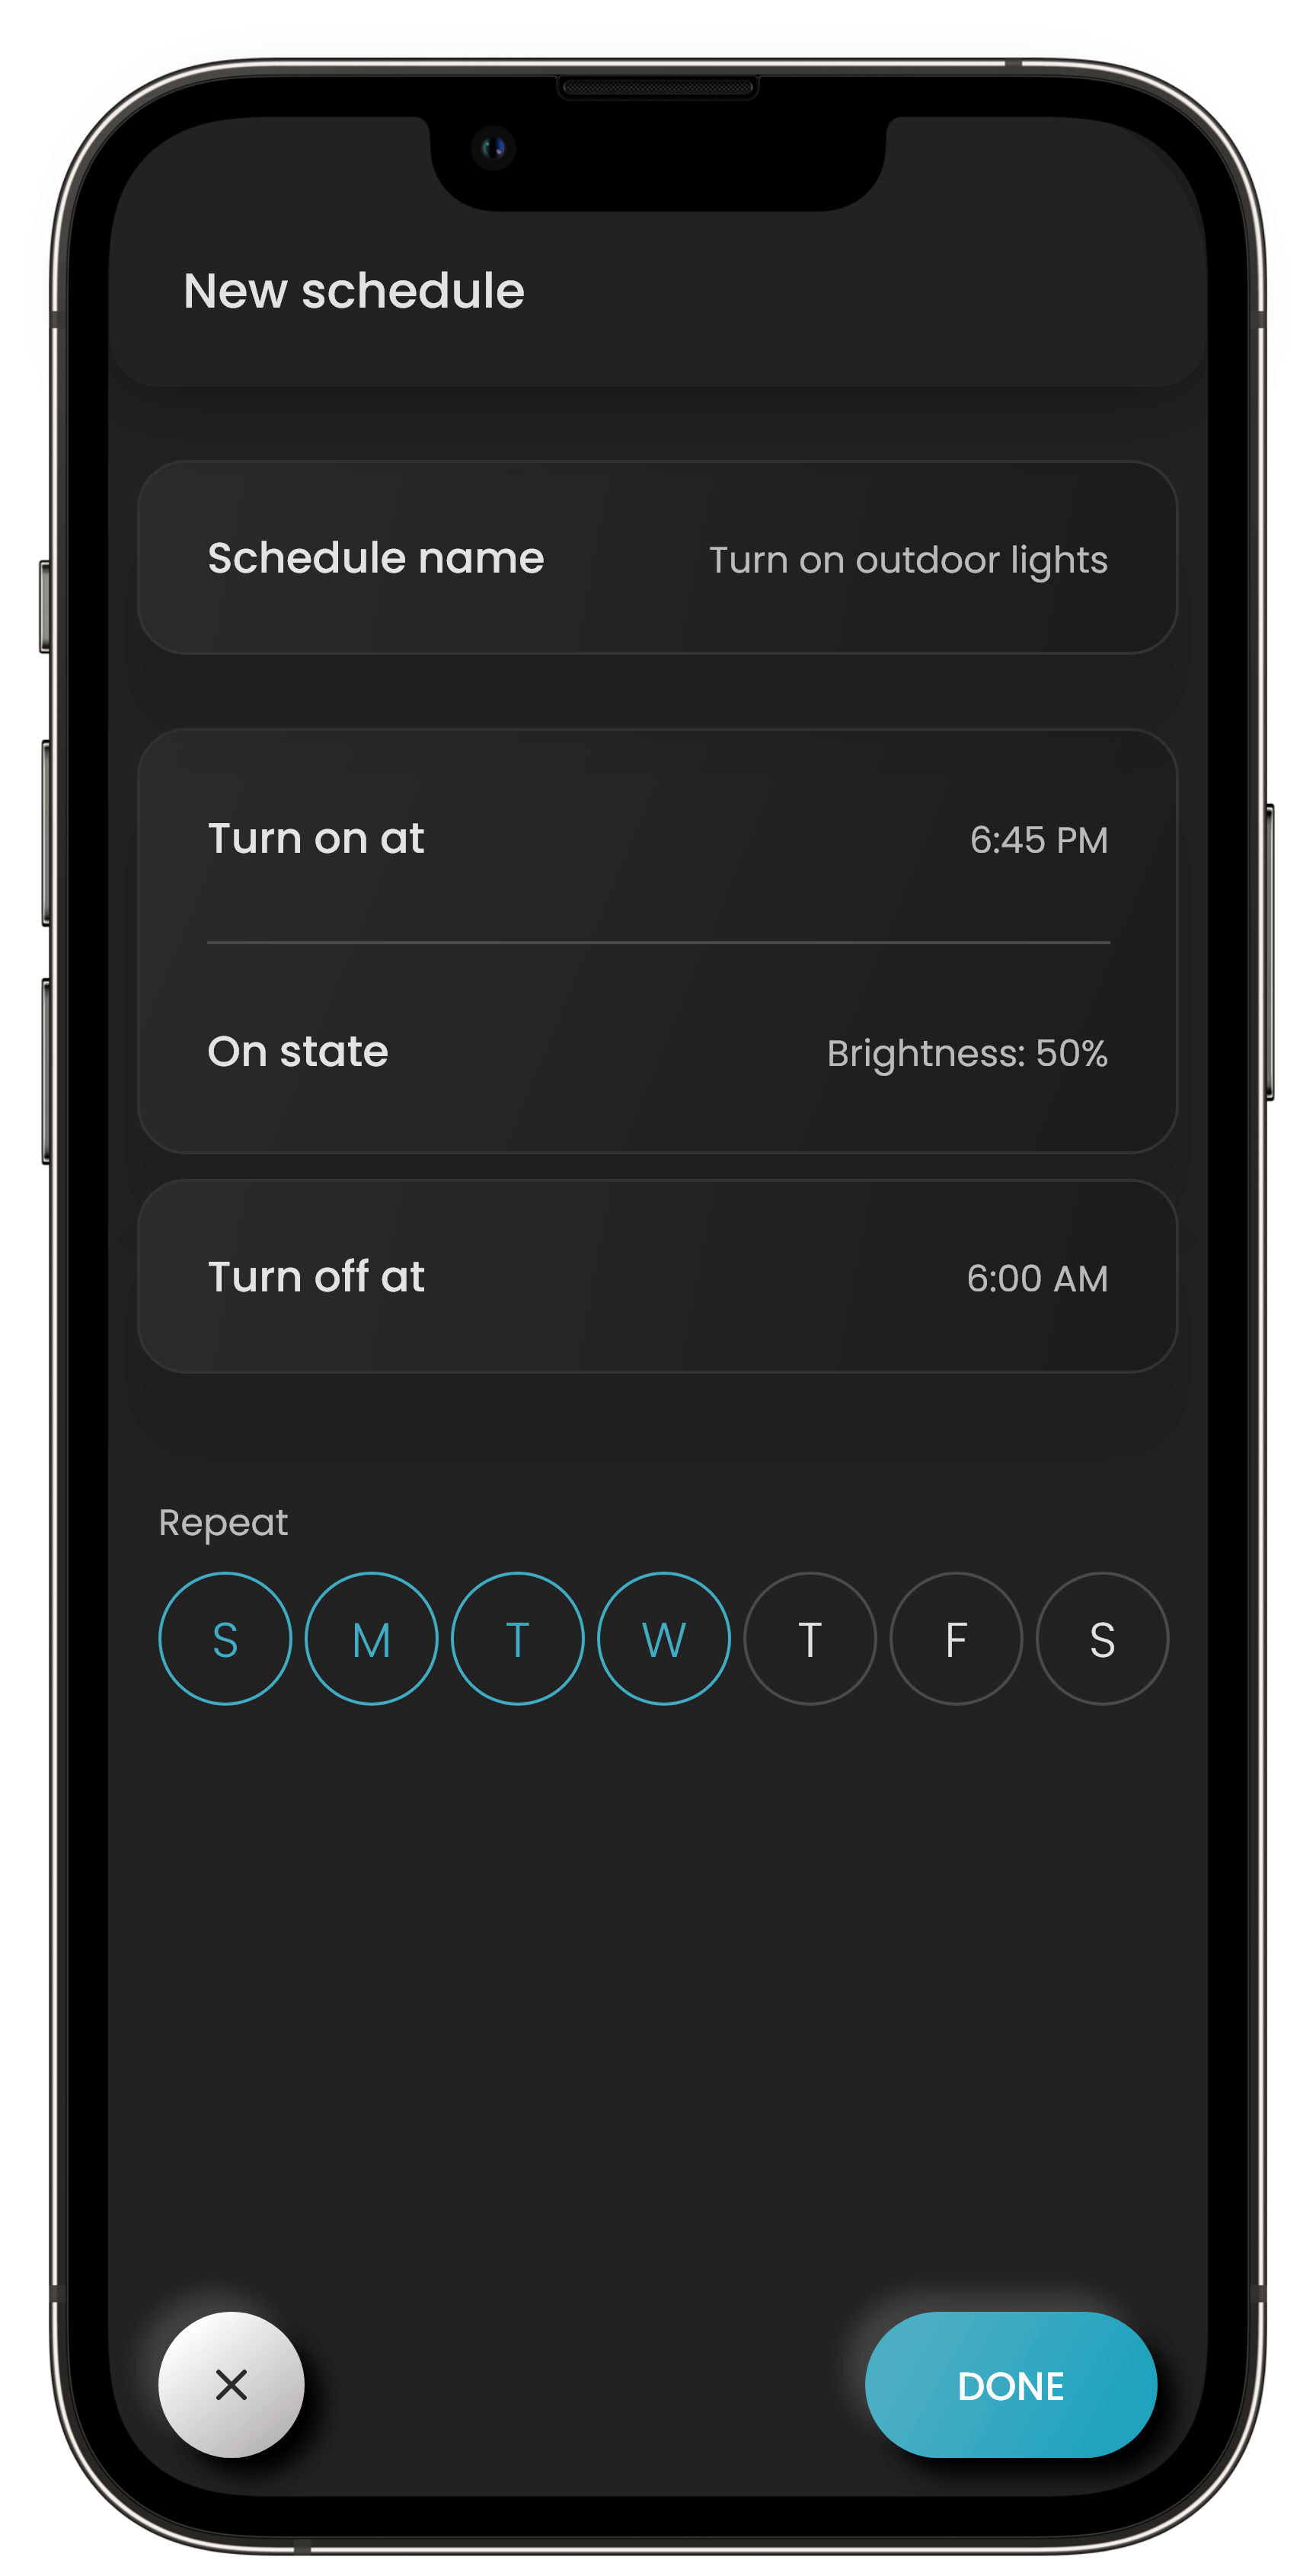 New schedule
Schedule name Turn on outdoor lights
Turn on at 6:45 PM
On state Brightness: 50%
Turn off at 6:00 AM
Repeat
S M T W T F S
DONE